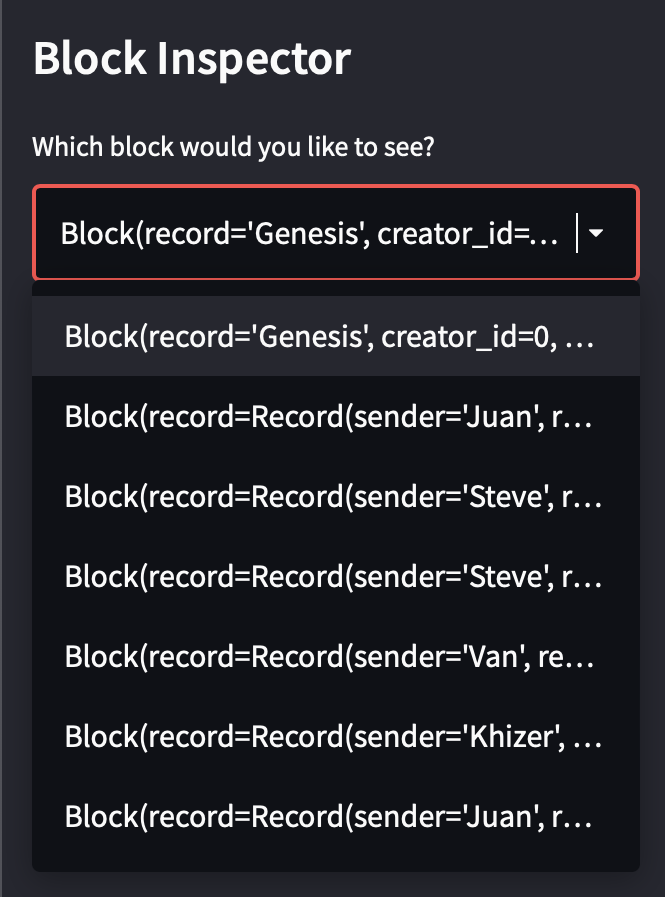 Block Inspector
Which block would you like to see?
Block(record='Genesis', creator_id=...
Block(record='Genesis', creator_id=0, ...
Block(record=Record(sender='Juan', r...
Block(record=Record(sender='Steve', r...
Block(record=Record(sender='Steve', r...
Block(record=Record(sender='Van', re...
Block(record=Record(sender='Khizer', ...
Block(record=Record(sender='Juan', r...